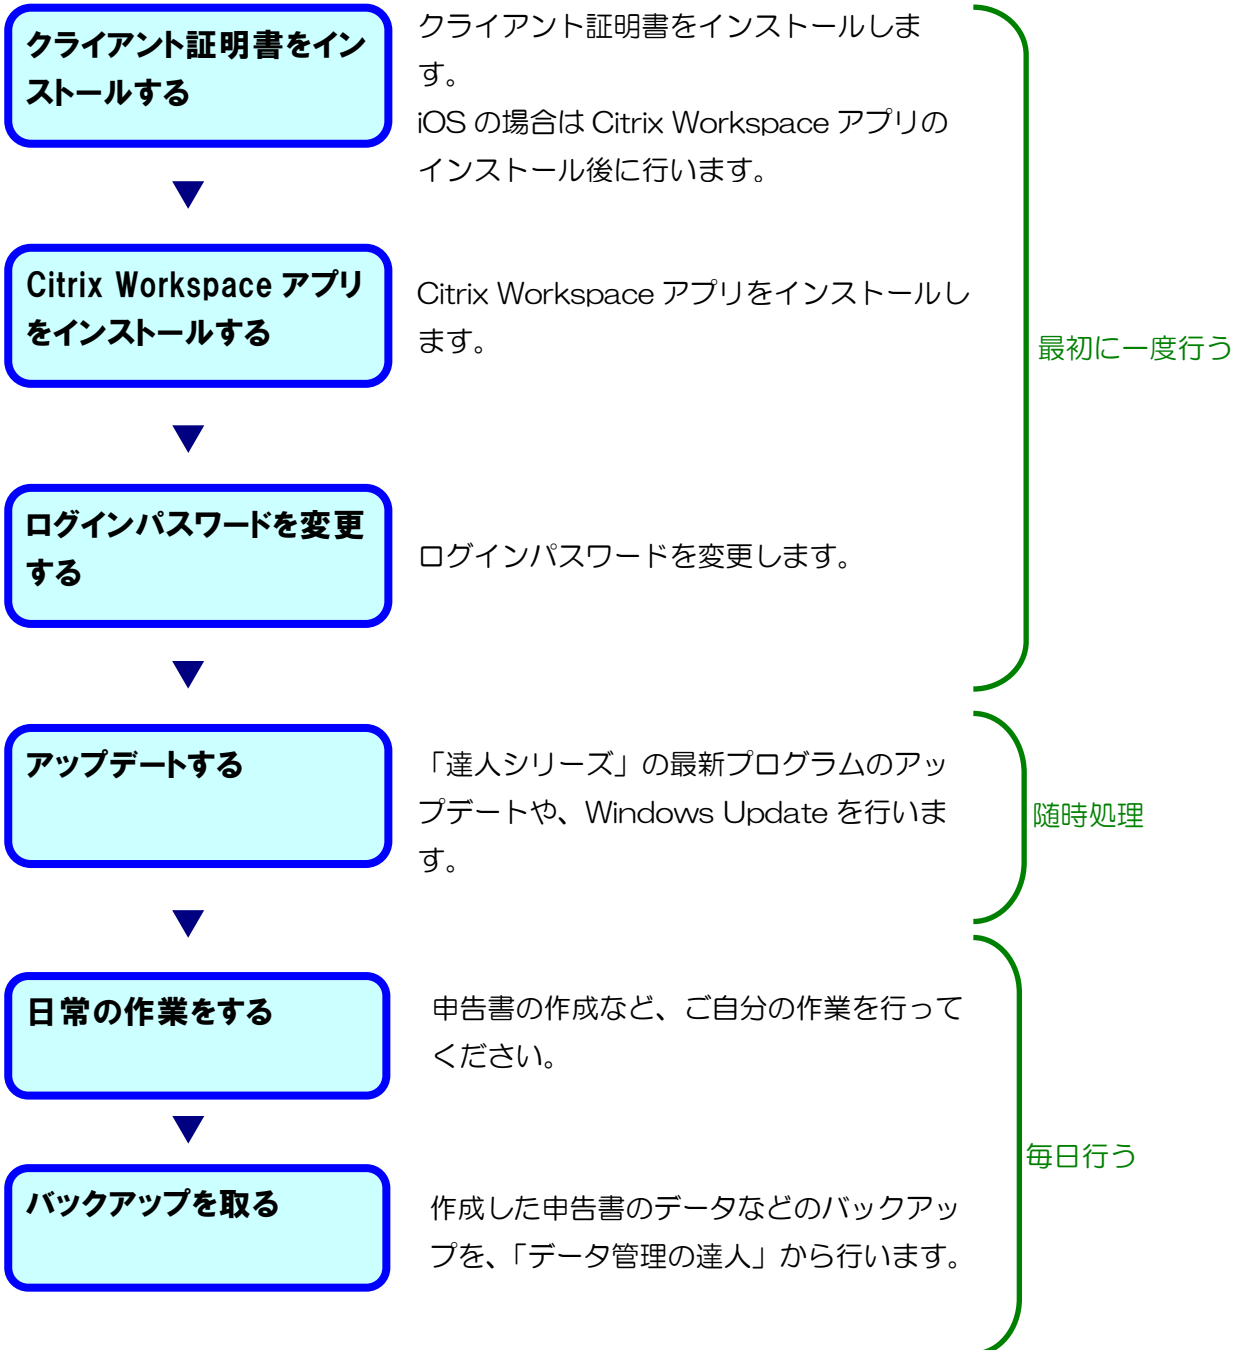 クライアント証明書をイン
ストールする
クライアント証明書をインストールしま
す。
iOS の場合は Citrix Workspace アプリの
インストール後に行います。
▼
Citrix Workspace アプリ
をインストールする
Citrix Workspace アプリをインストールし
ます。
最初に一度行う
▼
ログインパスワードを変更
する
ログインパスワードを変更します。
▼
アップデートする
「達人シリーズ」の最新プログラムのアッ
プデートや、Windows Update を行いま
す。
随時処理
▼
日常の作業をする
申告書の作成など、ご自分の作業を行って
ください。
▼
毎日行う
バックアップを取る
作成した申告書のデータなどのバックアッ
プを、「データ管理の達人」から行います。